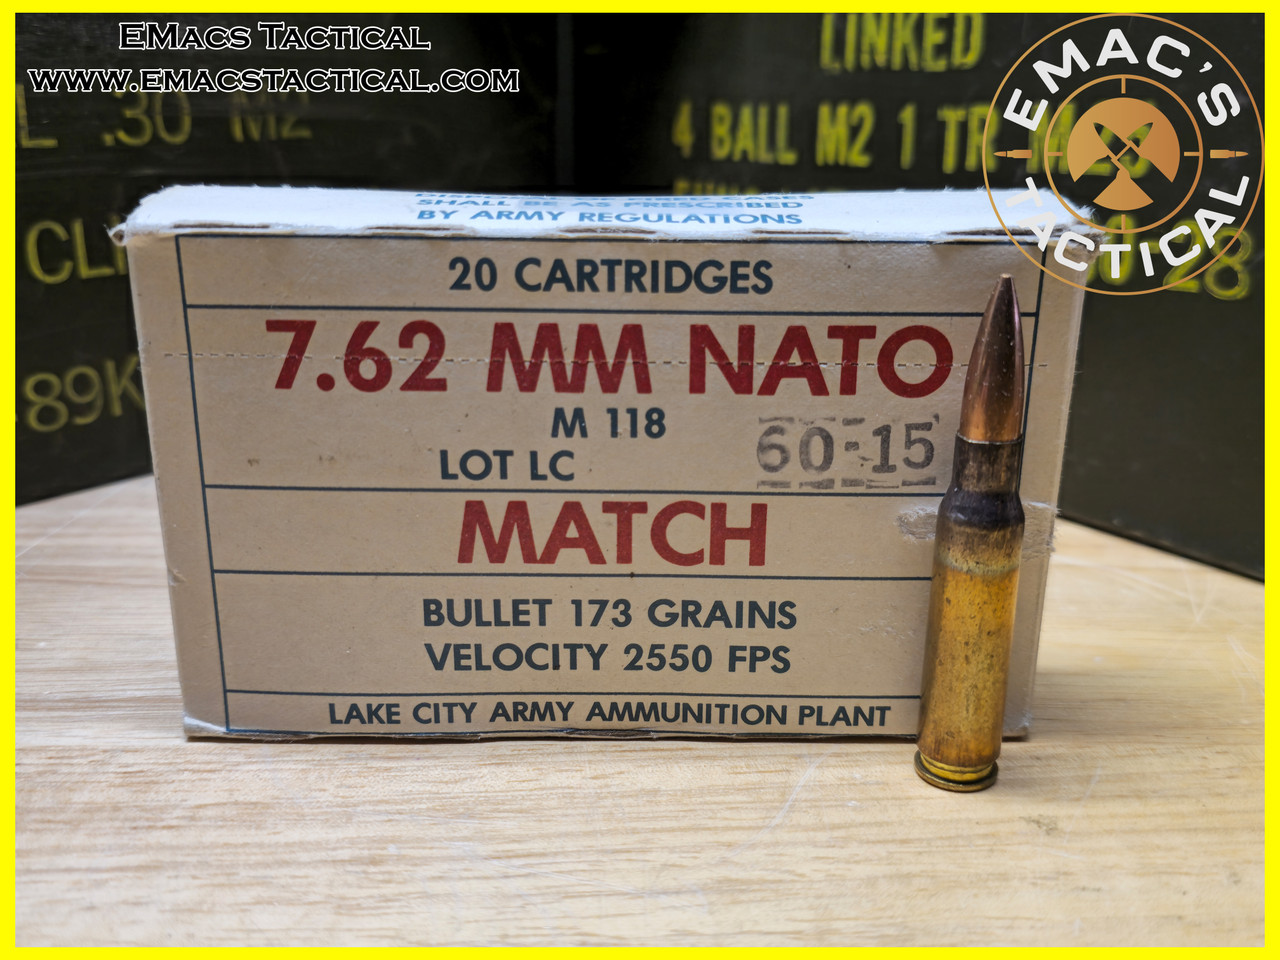 EMacs Tactical
www.emacstactical.com
EMAC'S
TACTICAL
LINKED
.30 M2
4 BALL M2 1 TR
28
89K
SHALL BE AS PRESCRIBED
BY ARMY REGULATIONS
20 CARTRIDGES
7.62 MM NATO
M 118
LOT LC 60-15
MATCH
BULLET 173 GRAINS
VELOCITY 2550 FPS
LAKE CITY ARMY AMMUNITION PLANT